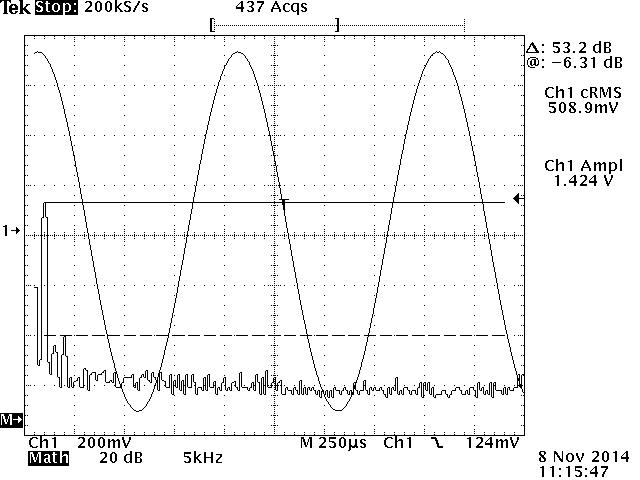 Tek Stop: 200kS/s 437 Acqs
Δ: 53.2 dB
@: −6.31 dB
Ch1 cRMS
508.9mV
Ch1 Ampl
1.424 V
T
1→
M→
Ch1 200mV M 250µs Ch1 124mV
Math 20 dB 5kHz
8 Nov 2014
11:15:47